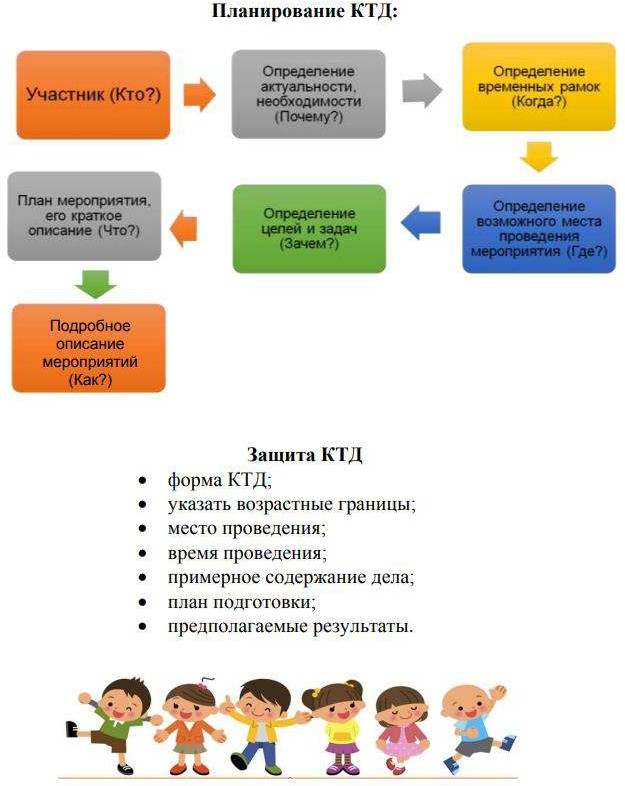 Планирование КТД:
Участник (Кто?)
Определение
актуальности,
необходимости
(Почему?)
Определение
временных рамок
(Когда?)
Определение
возможного места
проведения
мероприятия (Где?)
Определение
целей и задач
(Зачем?)
План мероприятия,
его краткое
описание (Что?)
Подробное
описание
мероприятий
(Как?)
Защита КТД
• форма КТД;
• указать возрастные границы;
• место проведения;
• время проведения;
• примерное содержание дела;
• план подготовки;
• предполагаемые результаты.